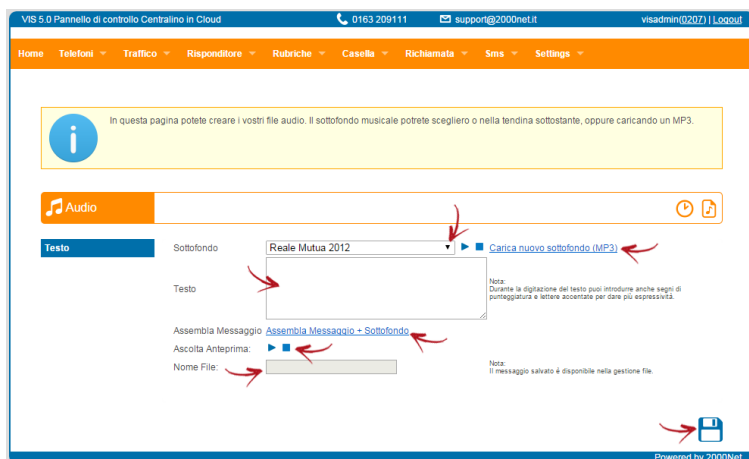 VIS 5.0 Pannello di controllo Centralino in Cloud 0163 209111 support@2000net.it visadmin(0207) | Logout
Home Telefoni Traffico Risponditore Rubriche Casella Richiamata Sms Settings
In questa pagina potete creare i vostri file audio. Il sottofondo musicale potrete scegliero o nella tendina sottostante, oppure caricando un MP3.
Audio
Testo
Sottofondo Reale Mutua 2012 Carica nuovo sottofondo (MP3)
Testo
Nota:
Durante la digitazione del testo puoi introdurre anche segni di
punteggiatura e lettere accentate per dare più espressività.
Assembla Messaggio Assembla Messaggio + Sottofondo
Ascolta Anteprima:
Nome File:
Nota:
Il messaggio salvato è disponibile nella gestione file.
Powered by 2000Net